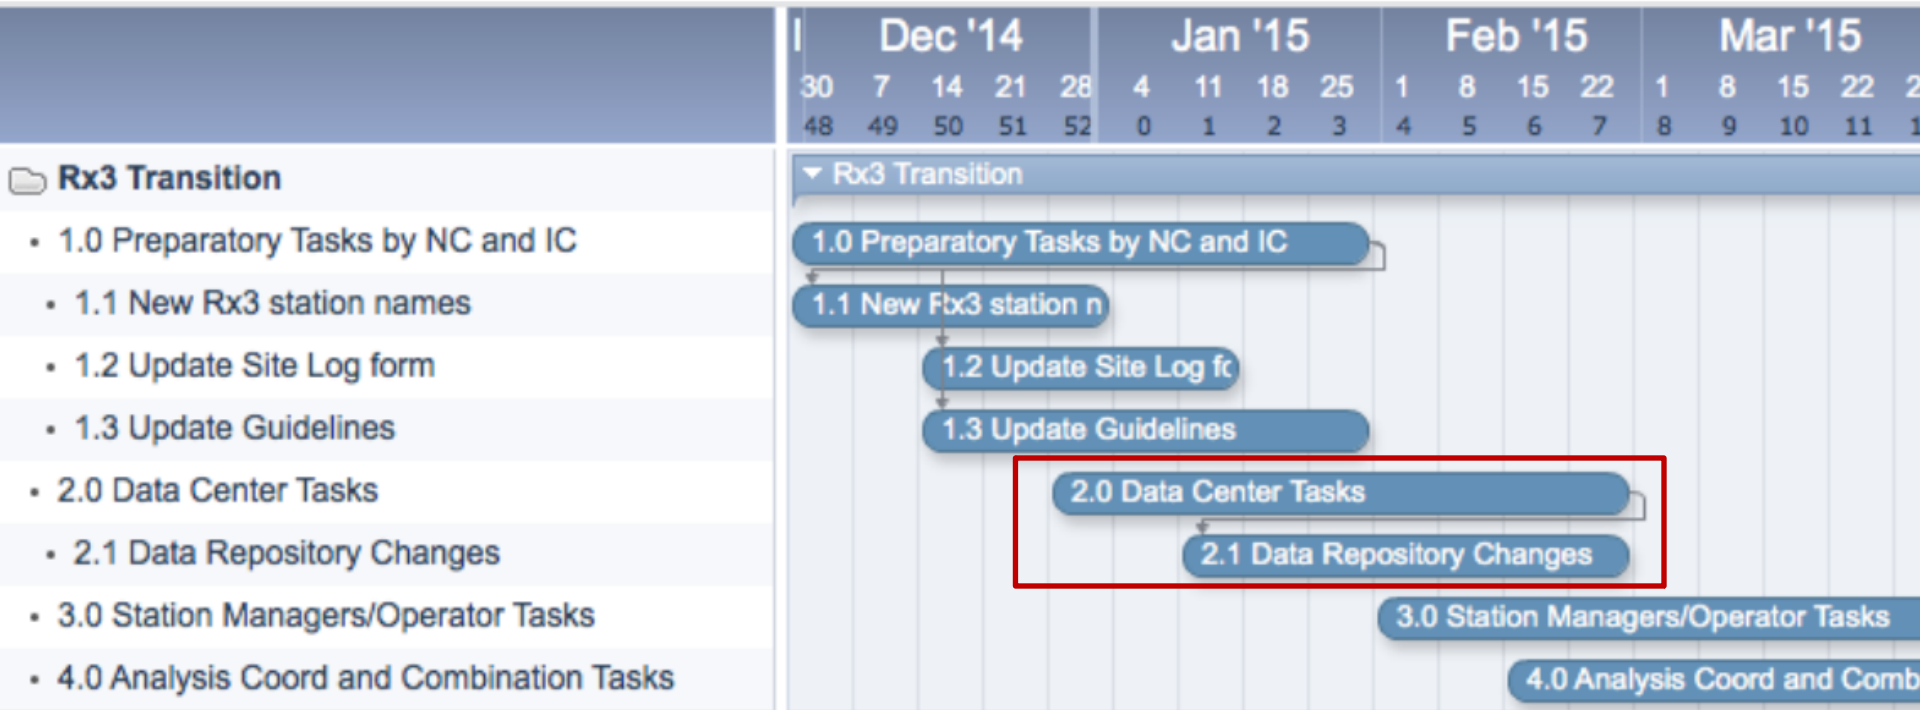 Dec '14 Jan '15 Feb '15 Mar '15
30 7 14 21 28 4 11 18 25 1 8 15 22 1 8 15 22
48 49 50 51 52 0 1 2 3 4 5 6 7 8 9 10 11
Rx3 Transition Rx3 Transition
1.0 Preparatory Tasks by NC and IC 1.0 Preparatory Tasks by NC and IC
1.1 New Rx3 station names 1.1 New Rx3 station n
1.2 Update Site Log form 1.2 Update Site Log fo
1.3 Update Guidelines 1.3 Update Guidelines
2.0 Data Center Tasks 2.0 Data Center Tasks
2.1 Data Repository Changes 2.1 Data Repository Changes
3.0 Station Managers/Operator Tasks 3.0 Station Managers/Operator Tasks
4.0 Analysis Coord and Combination Tasks 4.0 Analysis Coord and Comb